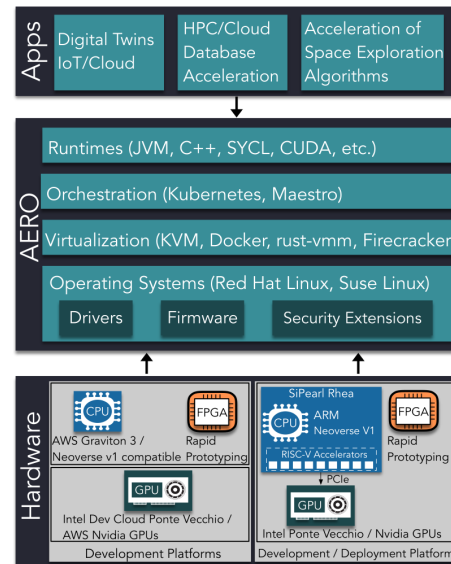 Apps
Digital Twins
IoT/Cloud
HPC/Cloud
Database
Acceleration
Acceleration of
Space Exploration
Algorithms
AERO
Runtimes (JVM, C++, SYCL, CUDA, etc.)
Orchestration (Kubernetes, Maestro)
Virtualization (KVM, Docker, rust-vmm, Firecracker
Operating Systems (Red Hat Linux, Suse Linux)
Drivers
Firmware
Security Extensions
Hardware
CPU
AWS Graviton 3 /
Neoverse v1 compatible
FPGA
Rapid
Prototyping
GPU
Intel Dev Cloud Ponte Vecchio /
AWS Nvidia GPUs
Development Platforms
SiPearl Rhea
CPU
ARM
Neoverse V1
RISC-V Accelerators
FPGA
Rapid
Prototyping
PCIe
GPU
Intel Ponte Vecchio / Nvidia GPUs
Development / Deployment Platform